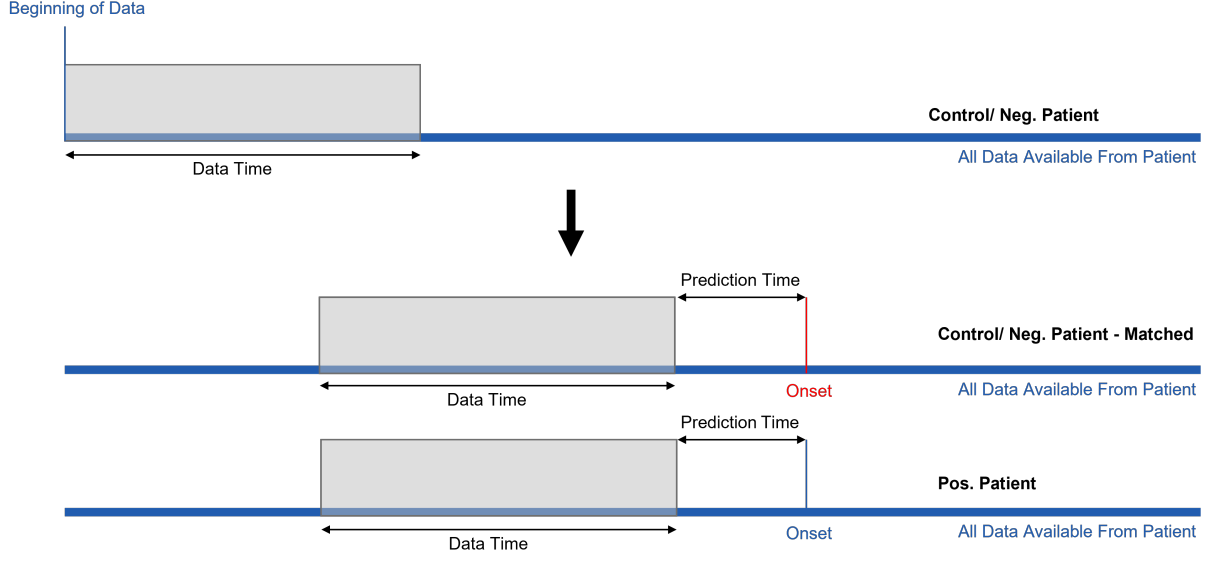 Beginning of Data
Control/ Neg. Patient
All Data Available From Patient
Data Time
Prediction Time
Control/ Neg. Patient - Matched
Onset
All Data Available From Patient
Data Time
Prediction Time
Pos. Patient
Onset
All Data Available From Patient
Data Time